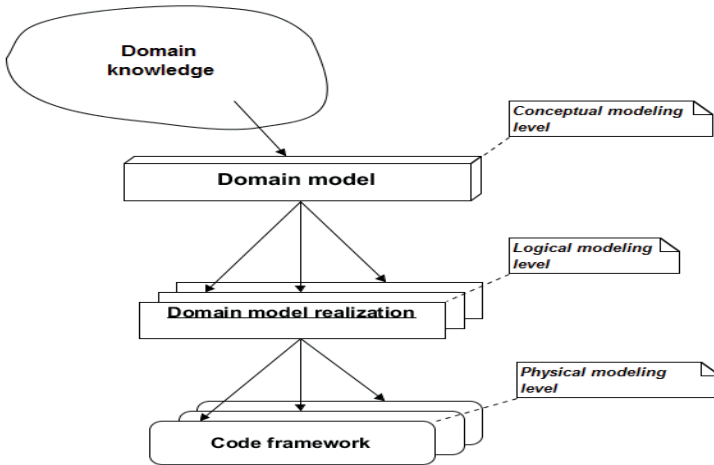 Domain
knowledge
Conceptual modeling
level
Domain model
Logical modeling
level
Domain model realization
Physical modeling
level
Code framework